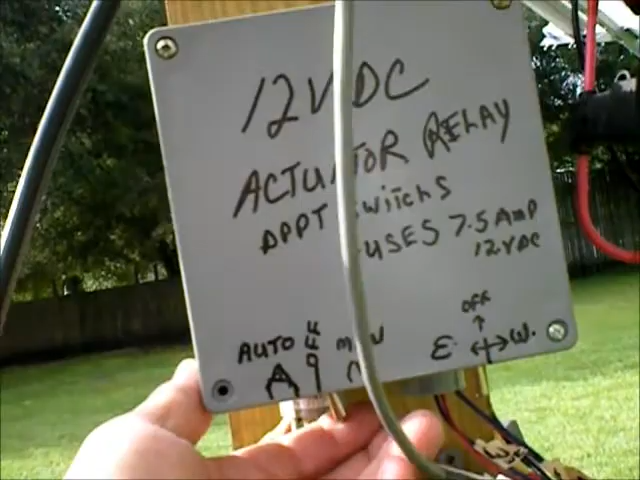 12VDC
ACTUATOR RELAY
DPDT SWITCHS
FUSES 7.5 AMP
12VDC
OFF
AUTO OFF MAN E W.
A